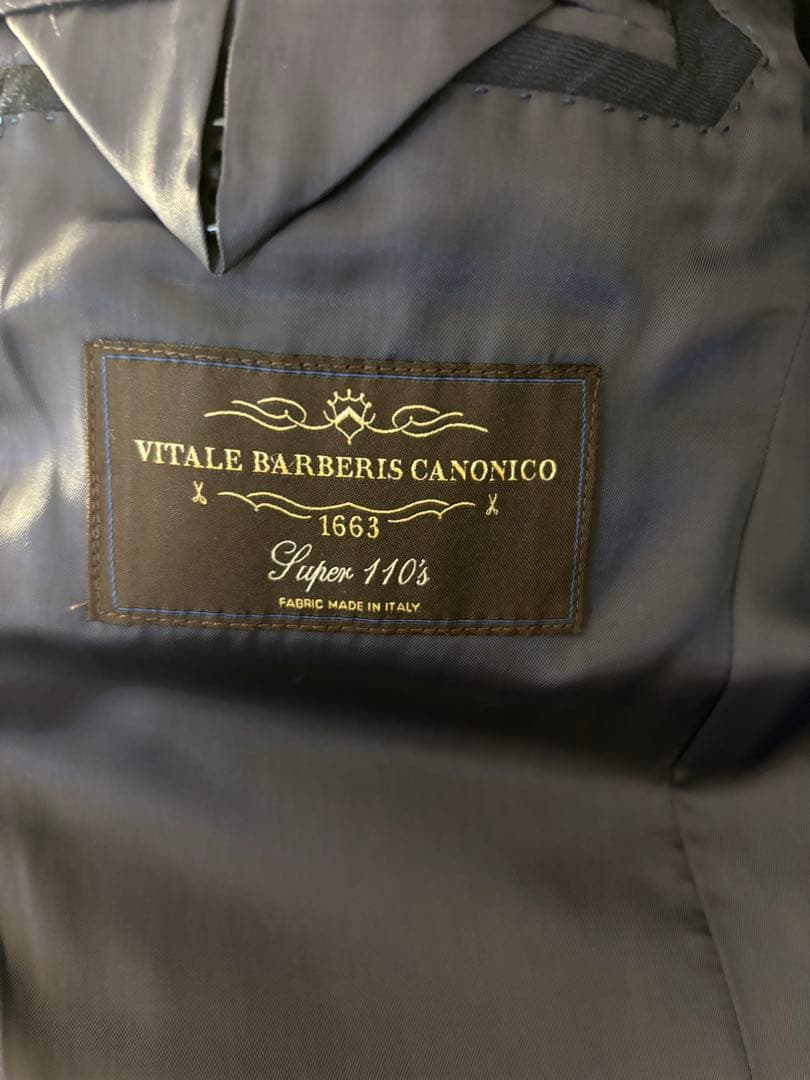 VITALE BARBERIS CANONICO
1663
Super 110's
FABRIC MADE IN ITALY